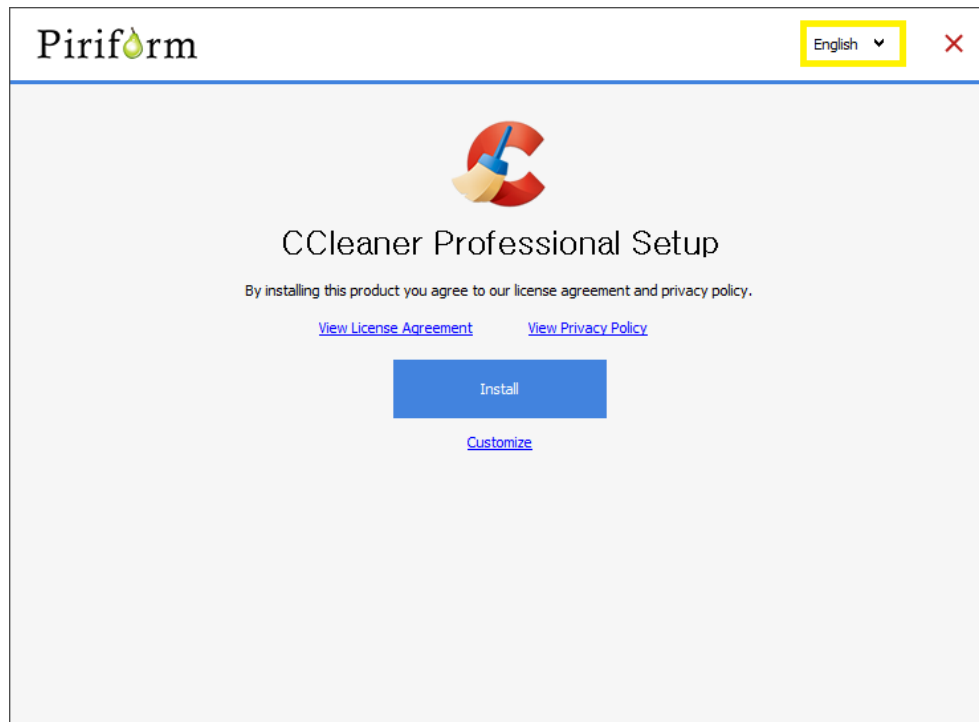 Piriform
English
CCleaner Professional Setup
By installing this product you agree to our license agreement and privacy policy.
View License Agreement View Privacy Policy
Install
Customize